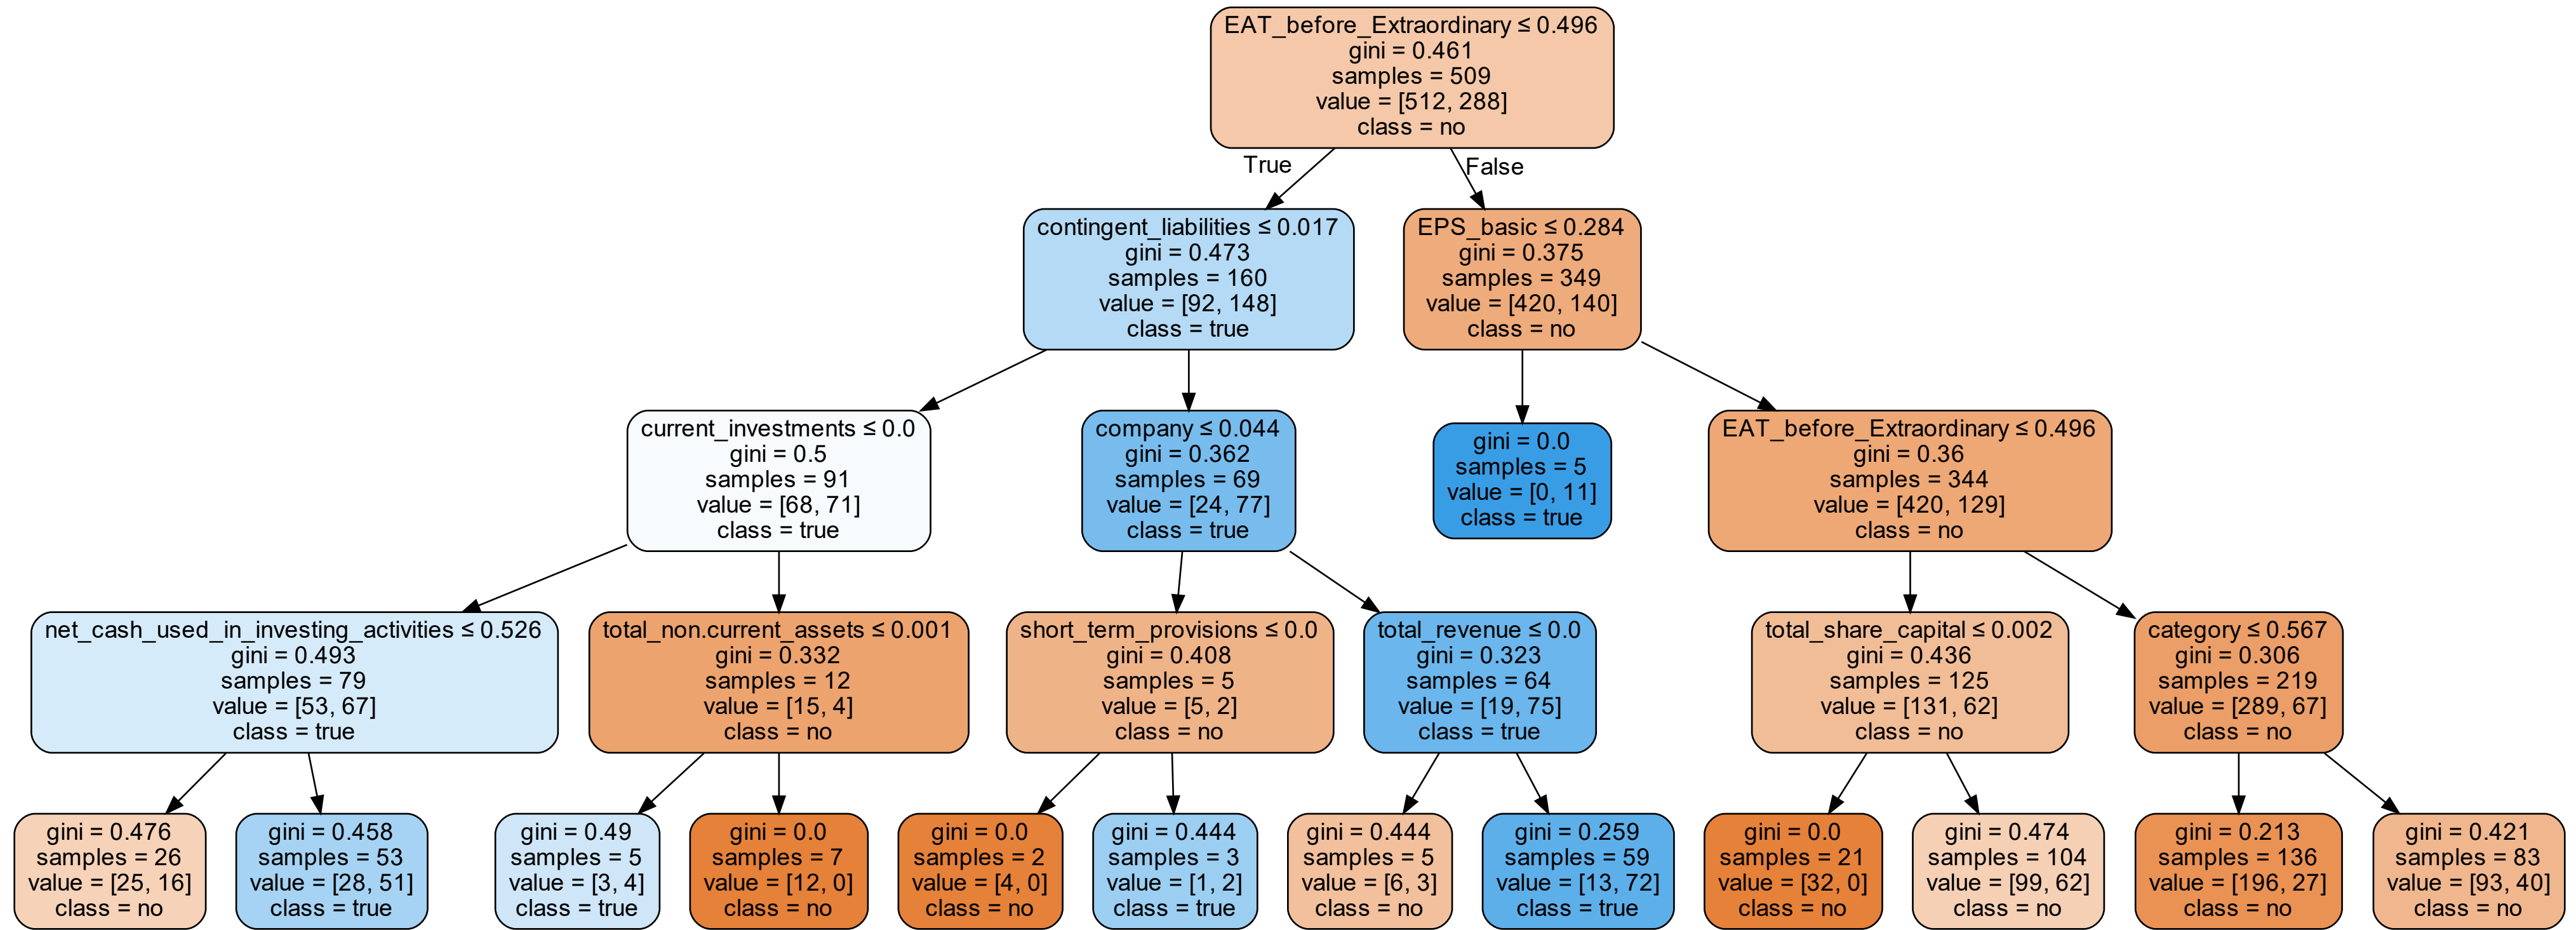 EAT_before_Extraordinary ≤ 0.496
gini = 0.461
samples = 509
value = [512, 288]
class = no
True
False
contingent_liabilities ≤ 0.017
gini = 0.473
samples = 160
value = [92, 148]
class = true
EPS_basic ≤ 0.284
gini = 0.375
samples = 349
value = [420, 140]
class = no
current_investments ≤ 0.0
gini = 0.5
samples = 91
value = [68, 71]
class = true
company ≤ 0.044
gini = 0.362
samples = 69
value = [24, 77]
class = true
gini = 0.0
samples = 5
value = [0, 11]
class = true
EAT_before_Extraordinary ≤ 0.496
gini = 0.36
samples = 344
value = [420, 129]
class = no
net_cash_used_in_investing_activities ≤ 0.526
gini = 0.493
samples = 79
value = [53, 67]
class = true
total_non.current_assets ≤ 0.001
gini = 0.332
samples = 12
value = [15, 4]
class = no
short_term_provisions ≤ 0.0
gini = 0.408
samples = 5
value = [5, 2]
class = no
total_revenue ≤ 0.0
gini = 0.323
samples = 64
value = [19, 75]
class = true
total_share_capital ≤ 0.002
gini = 0.436
samples = 125
value = [131, 62]
class = no
category ≤ 0.567
gini = 0.306
samples = 219
value = [289, 67]
class = no
gini = 0.476
samples = 26
value = [25, 16]
class = no
gini = 0.458
samples = 53
value = [28, 51]
class = true
gini = 0.49
samples = 5
value = [3, 4]
class = true
gini = 0.0
samples = 7
value = [12, 0]
class = no
gini = 0.0
samples = 2
value = [4, 0]
class = no
gini = 0.444
samples = 3
value = [1, 2]
class = true
gini = 0.444
samples = 5
value = [6, 3]
class = no
gini = 0.259
samples = 59
value = [13, 72]
class = true
gini = 0.0
samples = 21
value = [32, 0]
class = no
gini = 0.474
samples = 104
value = [99, 62]
class = no
gini = 0.213
samples = 136
value = [196, 27]
class = no
gini = 0.421
samples = 83
value = [93, 40]
class = no